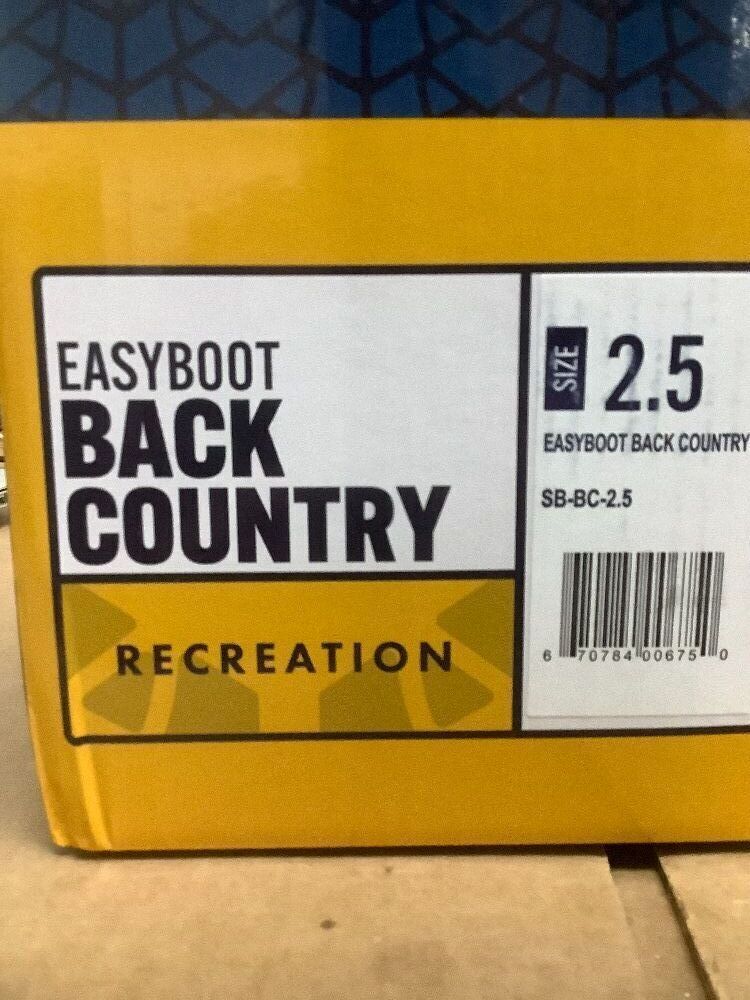 EASYBOOT
BACK
COUNTRY
RECREATION
SIZE 2.5
EASYBOOT BACK COUNTRY
SB-BC-2.5
6 70784 00675 0